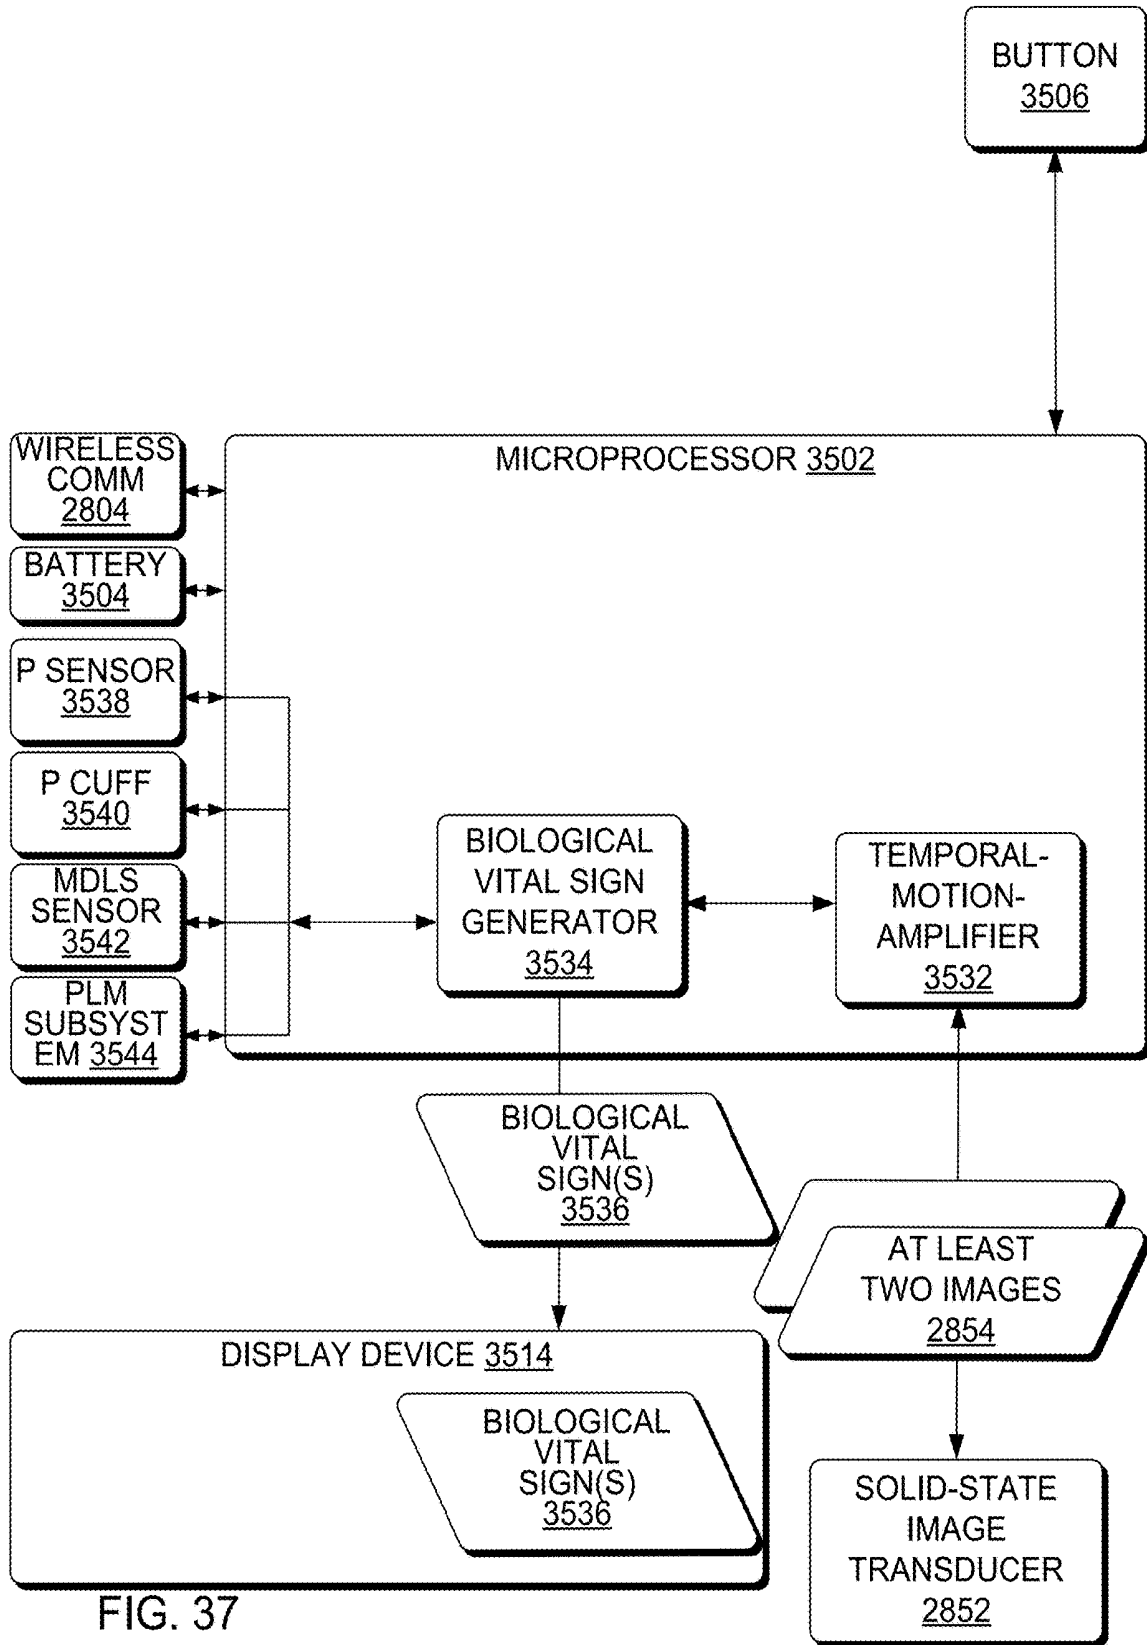 BUTTON
3506
WIRELESS
COMM
2804
MICROPROCESSOR 3502
BATTERY
3504
P SENSOR
3538
P CUFF
3540
MDLS
SENSOR
3542
PLM
SUBSYST
EM 3544
BIOLOGICAL
VITAL SIGN
GENERATOR
3534
TEMPORAL-
MOTION-
AMPLIFIER
3532
BIOLOGICAL
VITAL
SIGN(S)
3536
AT LEAST
TWO IMAGES
2854
DISPLAY DEVICE 3514
BIOLOGICAL
VITAL
SIGN(S)
3536
SOLID-STATE
IMAGE
TRANSDUCER
2852
FIG. 37